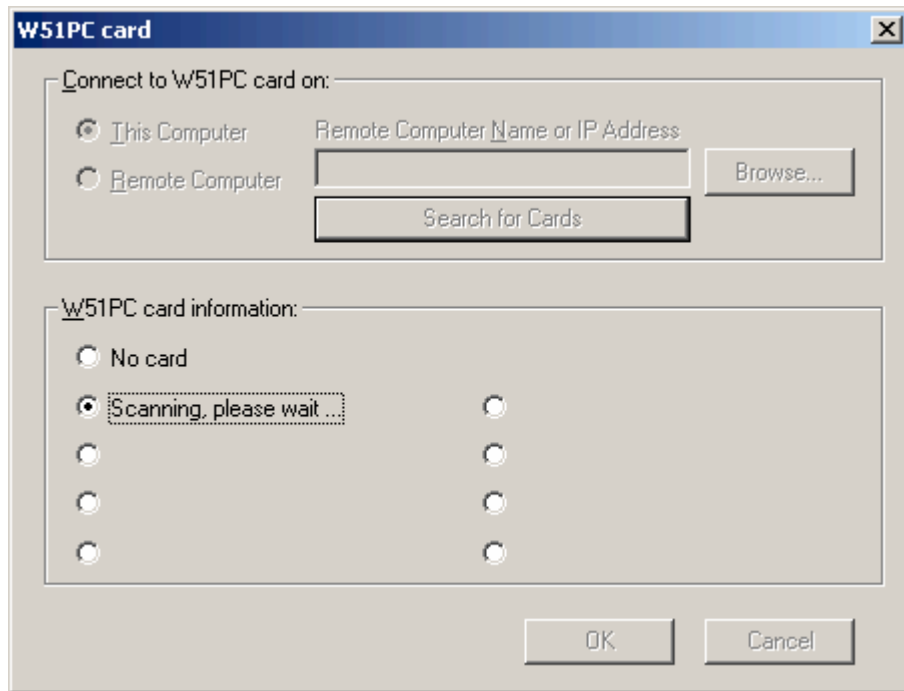 W51PC card
Connect to W51PC card on:
This Computer
Remote Computer Name or IP Address
Remote Computer
Browse...
Search for Cards
W51PC card information:
No card
Scanning, please wait ...
OK
Cancel